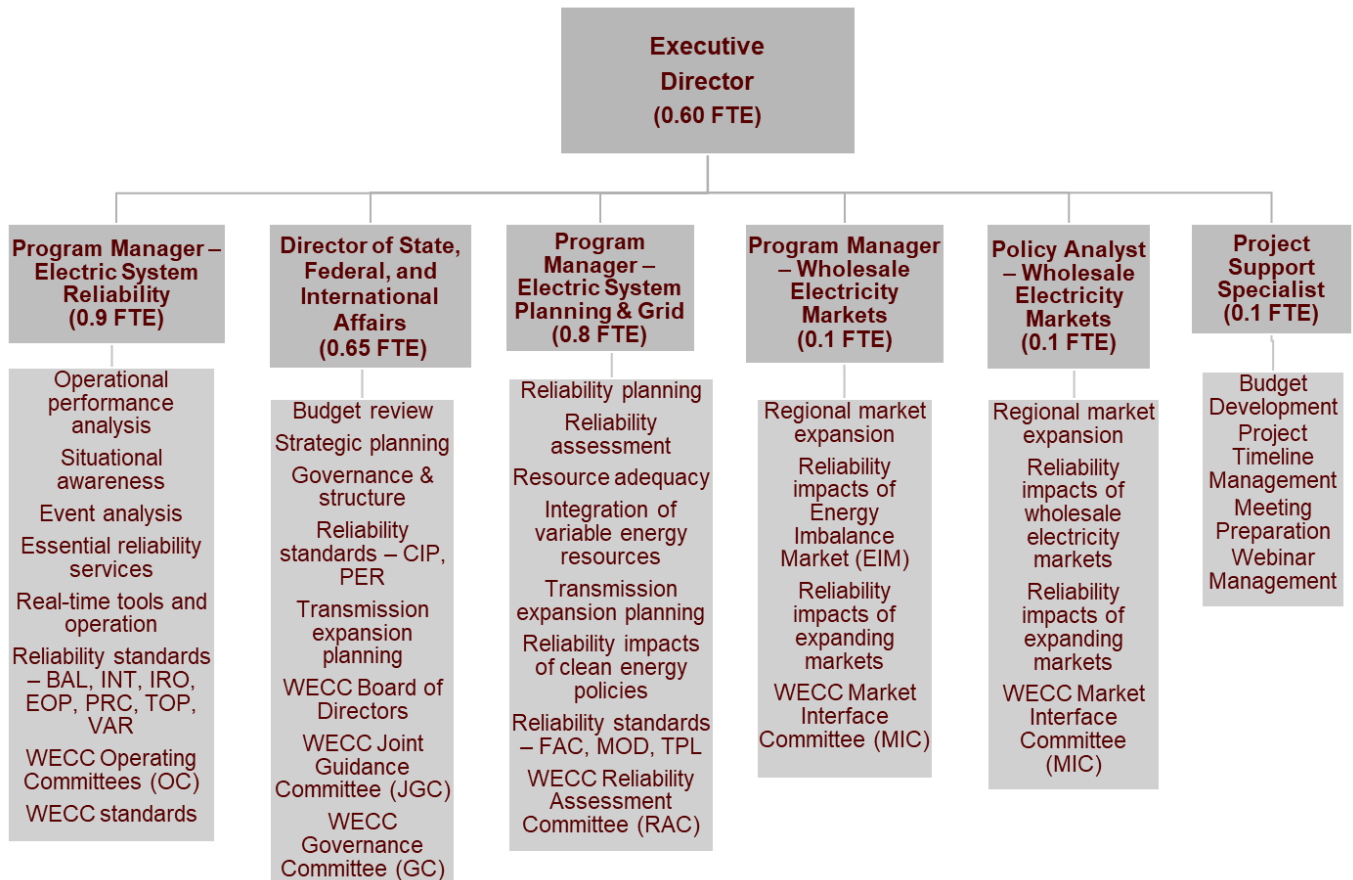 Executive
Director
(0.60 FTE)
Program Manager –
Electric System
Reliability
(0.9 FTE)
Operational
performance
analysis
Situational
awareness
Event analysis
Essential reliability
services
Real-time tools and
operation
Reliability standards
– BAL, INT, IRO,
EOP, PRC, TOP,
VAR
WECC Operating
Committees (OC)
WECC standards
Director of State,
Federal, and
International
Affairs
(0.65 FTE)
Budget review
Strategic planning
Governance &
structure
Reliability
standards – CIP,
PER
Transmission
expansion
planning
WECC Board of
Directors
WECC Joint
Guidance
Committee (JGC)
WECC
Governance
Committee (GC)
Program
Manager –
Electric System
Planning & Grid
(0.8 FTE)
Reliability planning
Reliability
assessment
Resource adequacy
Integration of
variable energy
resources
Transmission
expansion planning
Reliability impacts
of clean energy
policies
Reliability standards
– FAC, MOD, TPL
WECC Reliability
Assessment
Committee (RAC)
Program Manager
– Wholesale
Electricity
Markets
(0.1 FTE)
Regional market
expansion
Reliability
impacts of
Energy
Imbalance
Market (EIM)
Reliability
impacts of
expanding
markets
WECC Market
Interface
Committee (MIC)
Policy Analyst
– Wholesale
Electricity
Markets
(0.1 FTE)
Regional market
expansion
Reliability
impacts of
wholesale
electricity
markets
Reliability
impacts of
expanding
markets
WECC Market
Interface
Committee
(MIC)
Project
Support
Specialist
(0.1 FTE)
Budget
Development
Project
Timeline
Management
Meeting
Preparation
Webinar
Management